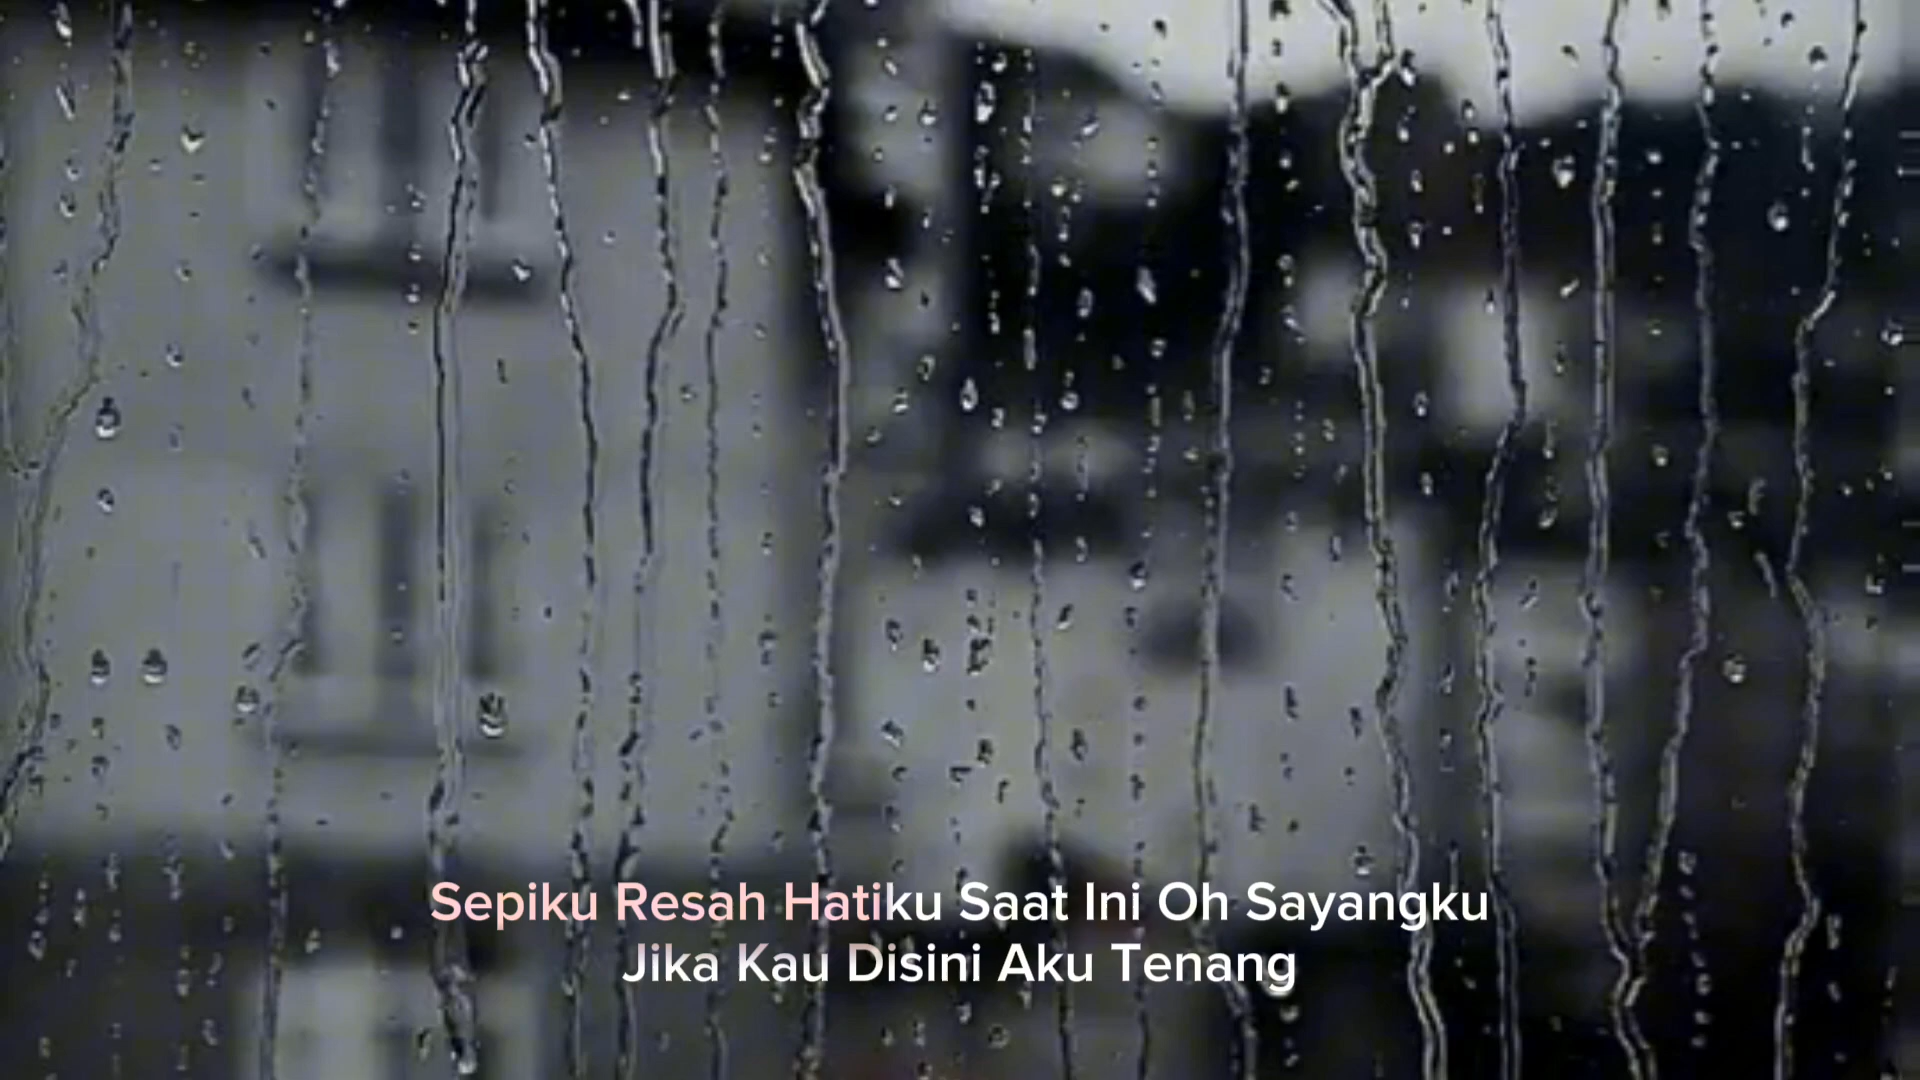 Sepiku Resah Hatiku Saat Ini Oh Sayangku
Jika Kau Disini Aku Tenang